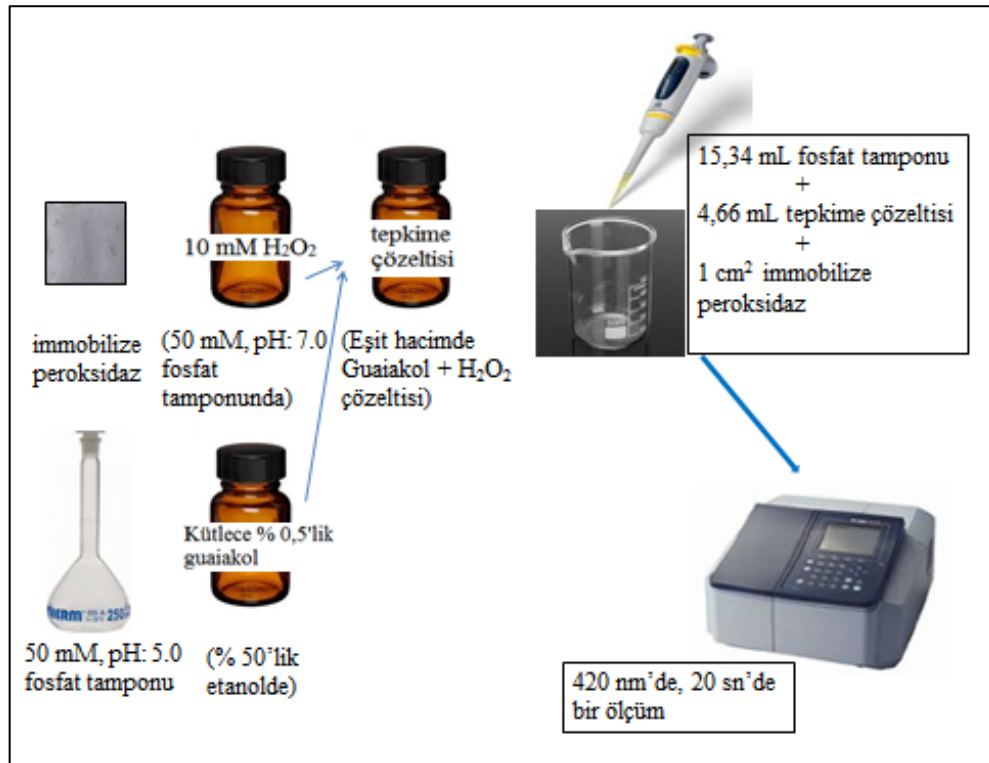 immobilize
peroksidaz
10 mM H₂O₂
(50 mM, pH: 7.0
fosfat
tamponunda)
tepkime
çözeltisi
(Eşit hacimde
Guaiakol + H₂O₂
çözeltisi)
15,34 mL fosfat tamponu
+
4,66 mL tepkime çözeltisi
+
1 cm² immobilize
peroksidaz
50 mM, pH: 5.0
fosfat tamponu
Kütlece % 0,5'lik
guaiakol
(% 50’lik
etanolde)
420 nm’de, 20 sn’de
bir ölçüm